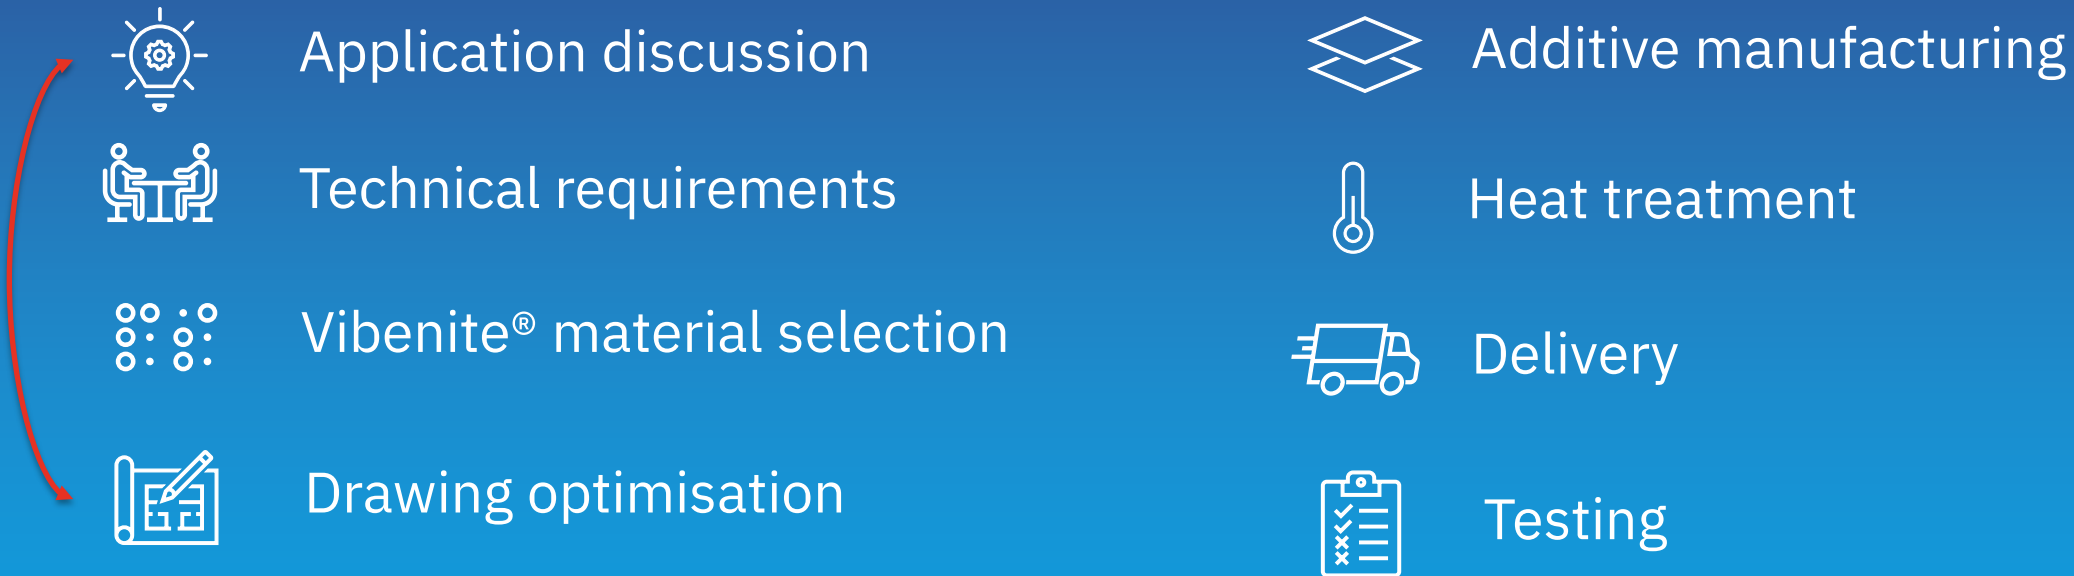 Application discussion
Technical requirements
Vibenite® material selection
Drawing optimisation
Additive manufacturing
Heat treatment
Delivery
Testing